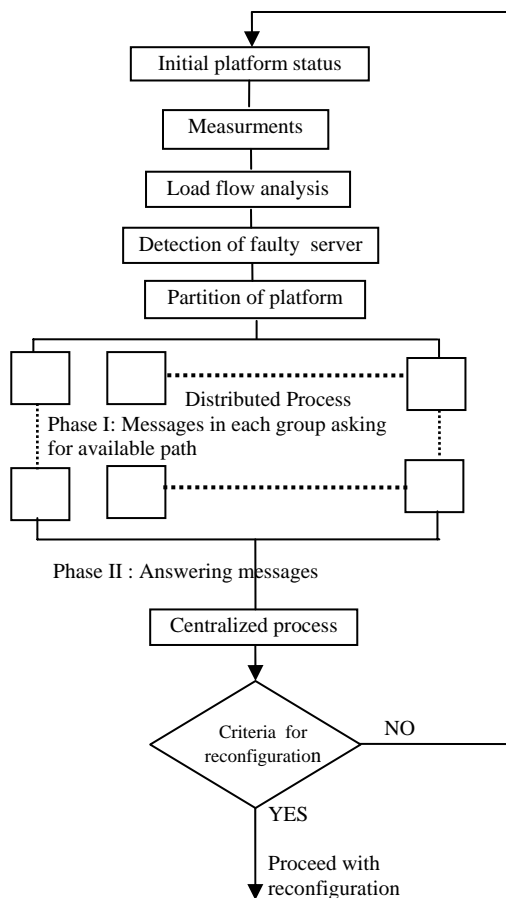 Initial platform status
Measurments
Load flow analysis
Detection of faulty server
Partition of platform
Distributed Process
Phase I: Messages in each group asking
for available path
Phase II : Answering messages
Centralized process
Criteria for
reconfiguration
NO
YES
Proceed with
reconfiguration